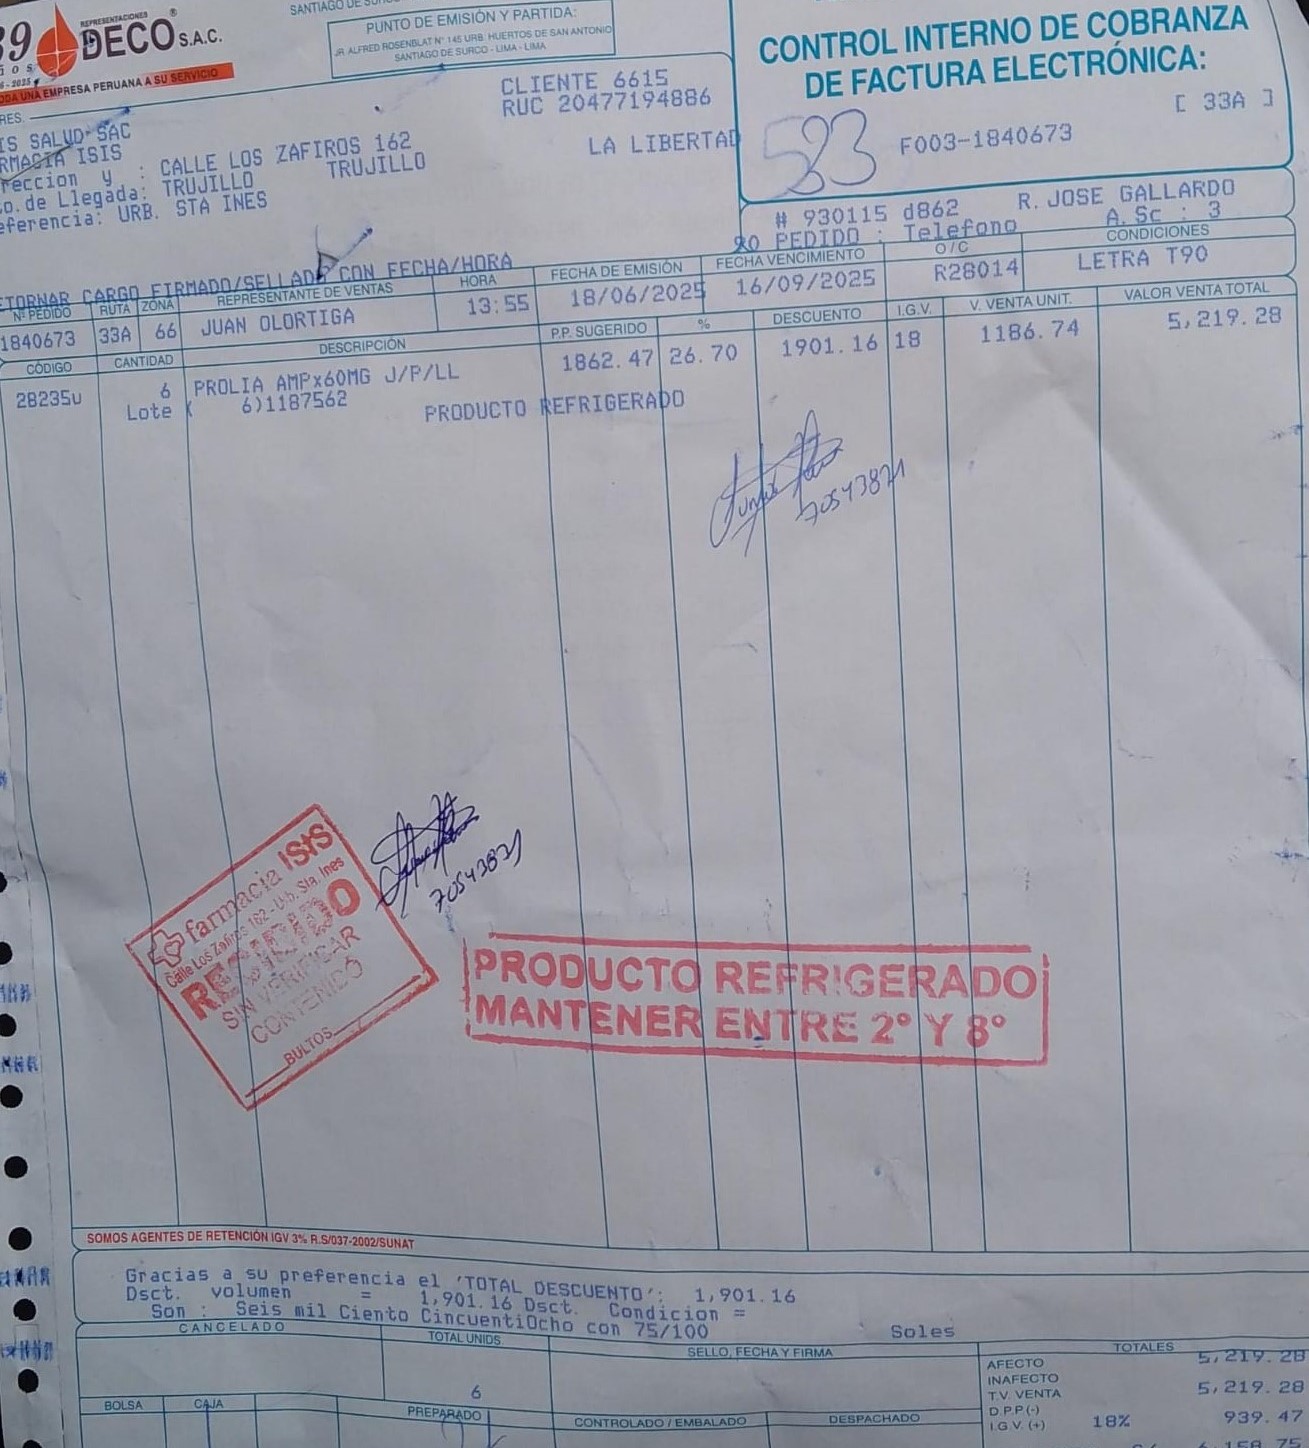 39 REPRESENTACIONES ®
DECO S.A.C.
TODA UNA EMPRESA PERUANA A SU SERVICIO
PUNTO DE EMISIÓN Y PARTIDA:
JR. ALFRED ROSENBLAT N° 145 URB. HUERTOS DE SAN ANTONIO
SANTIAGO DE SURCO - LIMA - LIMA
CONTROL INTERNO DE COBRANZA
DE FACTURA ELECTRÓNICA:
[ 33A ]
583 F003-1840673
CLIENTE 6615
RUC 20477194886
LA LIBERTAD
SALUD SAC
ISIS
: CALLE LOS ZAFIROS 162
de Llegada: TRUJILLO TRUJILLO
URB. STA INES
# 930115 d862 R. JOSE GALLARDO
PEDIDO : Telefono A.Sc : 3
CARGO FIRMADO/SELLADO CON FECHA/HORA
Nº PEDIDO RUTA ZONA REPRESENTANTE DE VENTAS HORA FECHA DE EMISIÓN FECHA VENCIMIENTO O/C CONDICIONES
1840673 33A 66 JUAN OLORTIGA 13:55 18/06/2025 16/09/2025 R28014 LETRA T90
CÓDIGO CANTIDAD DESCRIPCIÓN P.P. SUGERIDO % DESCUENTO I.G.V. V. VENTA UNIT. VALOR VENTA TOTAL
28235u 6 PROLIA AMPx60MG J/P/LL 1862.47 26.70 1901.16 18 1186.74 5,219.28
Lote ( 6)1187562 PRODUCTO REFRIGERADO
70543871
70543871
farmacia ISIS
Calle Los Zafiros 162 - Urb. Sta. Ines
RECIBIDO
SIN VERIFICAR
CONTENIDO
BULTOS
PRODUCTO REFRIGERADO
MANTENER ENTRE 2° Y 8°
SOMOS AGENTES DE RETENCIÓN IGV 3% R.S/037-2002/SUNAT
Gracias a su preferencia el 'TOTAL DESCUENTO': 1,901.16
Dsct. volumen = 1,901.16 Dsct. Condicion =
Son : Seis mil Ciento CincuentiOcho con 75/100 Soles
CANCELADO TOTAL UNIDS SELLO, FECHA Y FIRMA TOTALES
6
AFECTO 5,219.28
INAFECTO
T.V. VENTA 5,219.28
D.P.P (-)
I.G.V. (+) 18% 939.47
BOLSA CAJA PREPARADO CONTROLADO / EMBALADO DESPACHADO